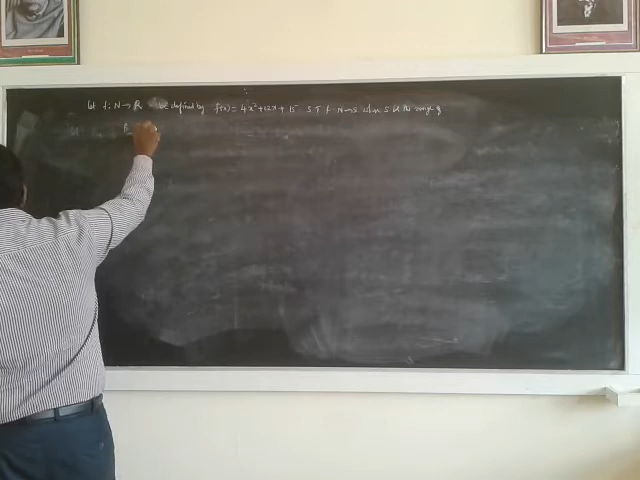 Let f: N → R be defined by f(x) = 4x² + 12x + 15 S T f: N → S where S is the range of